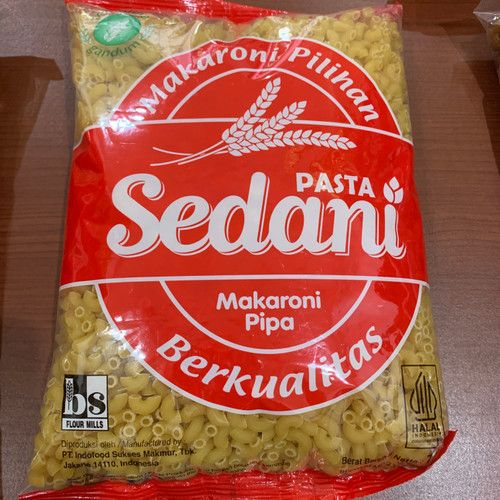 gandum
Makaroni Pilihan
PASTA
Sedani
Makaroni
Pipa
Berkualitas
bs
FLOUR MILLS
Diproduksi oleh / Manufactured by:
PT. Indofood Sukses Makmur, Tbk.
Jakarta 14110, Indonesia
HALAL
INDONESIA
Berat Bersih